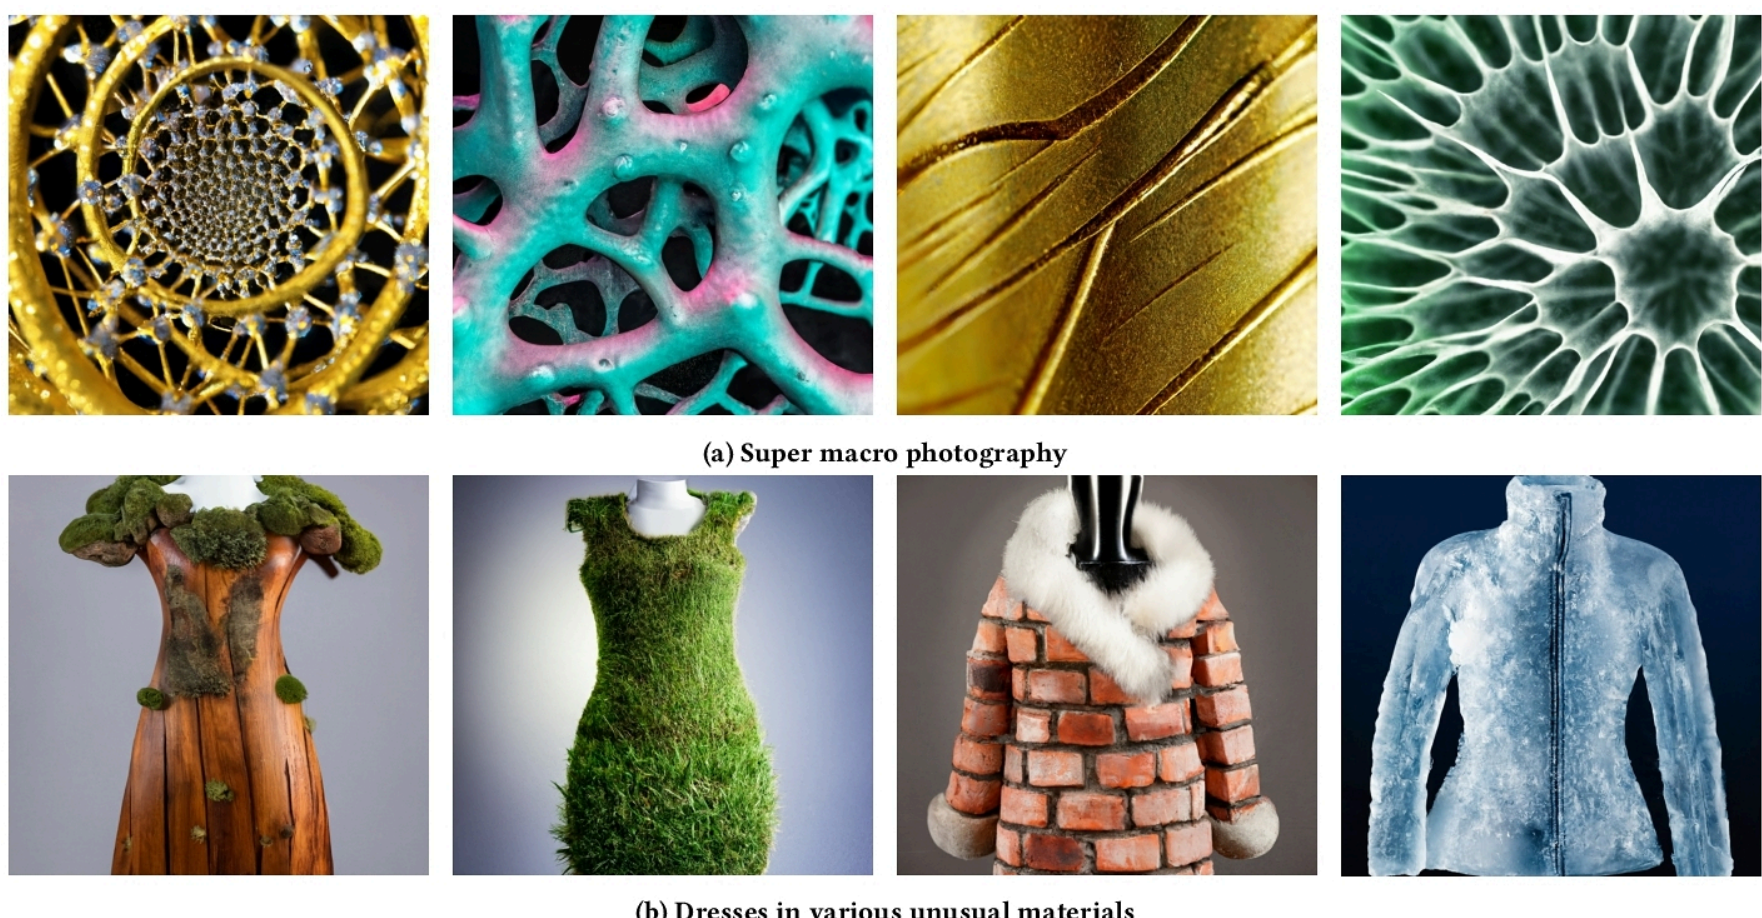 (a) Super macro photography
(b) Dresses in various unusual materials